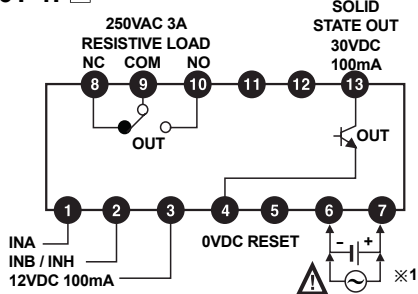 SOLID
STATE OUT
30VDC
100mA
250VAC 3A
RESISTIVE LOAD
NC COM NO
8 9 10 11 12 13
OUT
OUT
1 2 3 4 5 6 7
INA
INB / INH
12VDC 100mA
0VDC RESET
- +
※1